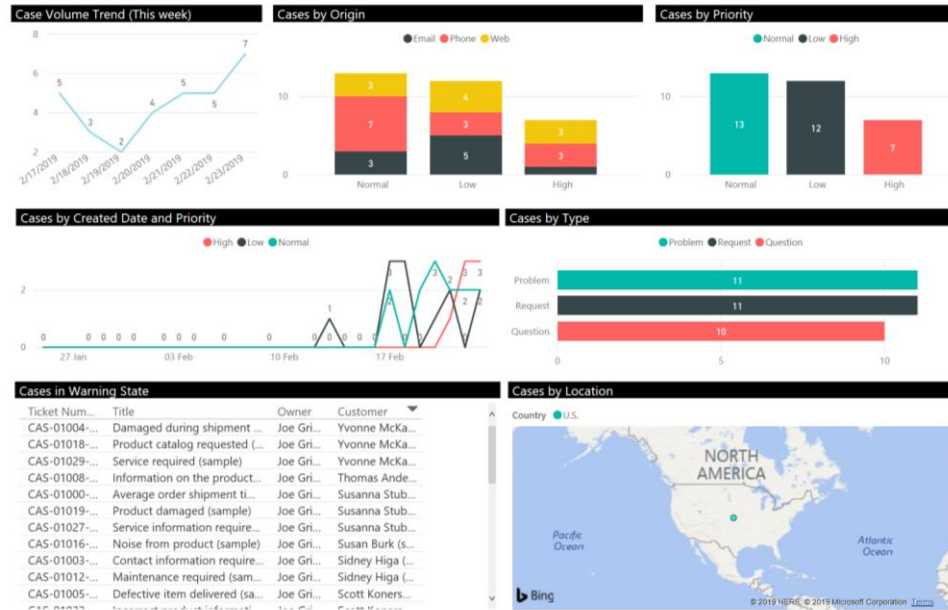 Case Volume Trend (This week)
8
6
4
2
5
3
2
4
5
5
7
2/17/2019
2/18/2019
2/19/2019
2/20/2019
2/21/2019
2/22/2019
2/23/2019
Cases by Origin
Email Phone Web
10
0
3
7
3
4
3
5
3
3
Normal Low High
Cases by Priority
Normal Low High
10
0
13
12
7
Normal Low High
Cases by Created Date and Priority
High Low Normal
2
0
0 0 0 0 0 0 0 0 0
1
0 0 0 0
3
2
0
3
2
3 3
2 2
0
27 Jan 03 Feb 10 Feb 17 Feb
Cases by Type
Problem Request Question
Problem 11
Request 11
Question 10
0 5 10
Cases in Warning State
Ticket Num... Title Owner Customer
CAS-01004-... Damaged during shipment ... Joe Gri... Yvonne McKa...
CAS-01018-... Product catalog requested (... Joe Gri... Yvonne McKa...
CAS-01029-... Service required (sample) Joe Gri... Yvonne McKa...
CAS-01008-... Information on the product... Joe Gri... Thomas Ande...
CAS-01000-... Average order shipment ti... Joe Gri... Susanna Stub...
CAS-01019-... Product damaged (sample) Joe Gri... Susanna Stub...
CAS-01027-... Service information require... Joe Gri... Susanna Stub...
CAS-01016-... Noise from product (sample) Joe Gri... Susan Burk (s...
CAS-01003-... Contact information require... Joe Gri... Sidney Higa (...
CAS-01012-... Maintenance required (sam... Joe Gri... Sidney Higa (...
CAS-01005-... Defective item delivered (sa... Joe Gri... Scott Koners...
Cases by Location
Country U.S.
NORTH
AMERICA
Pacific
Ocean
Atlantic
Ocean
Bing
© 2019 HERE, © 2019 Microsoft Corporation Terms